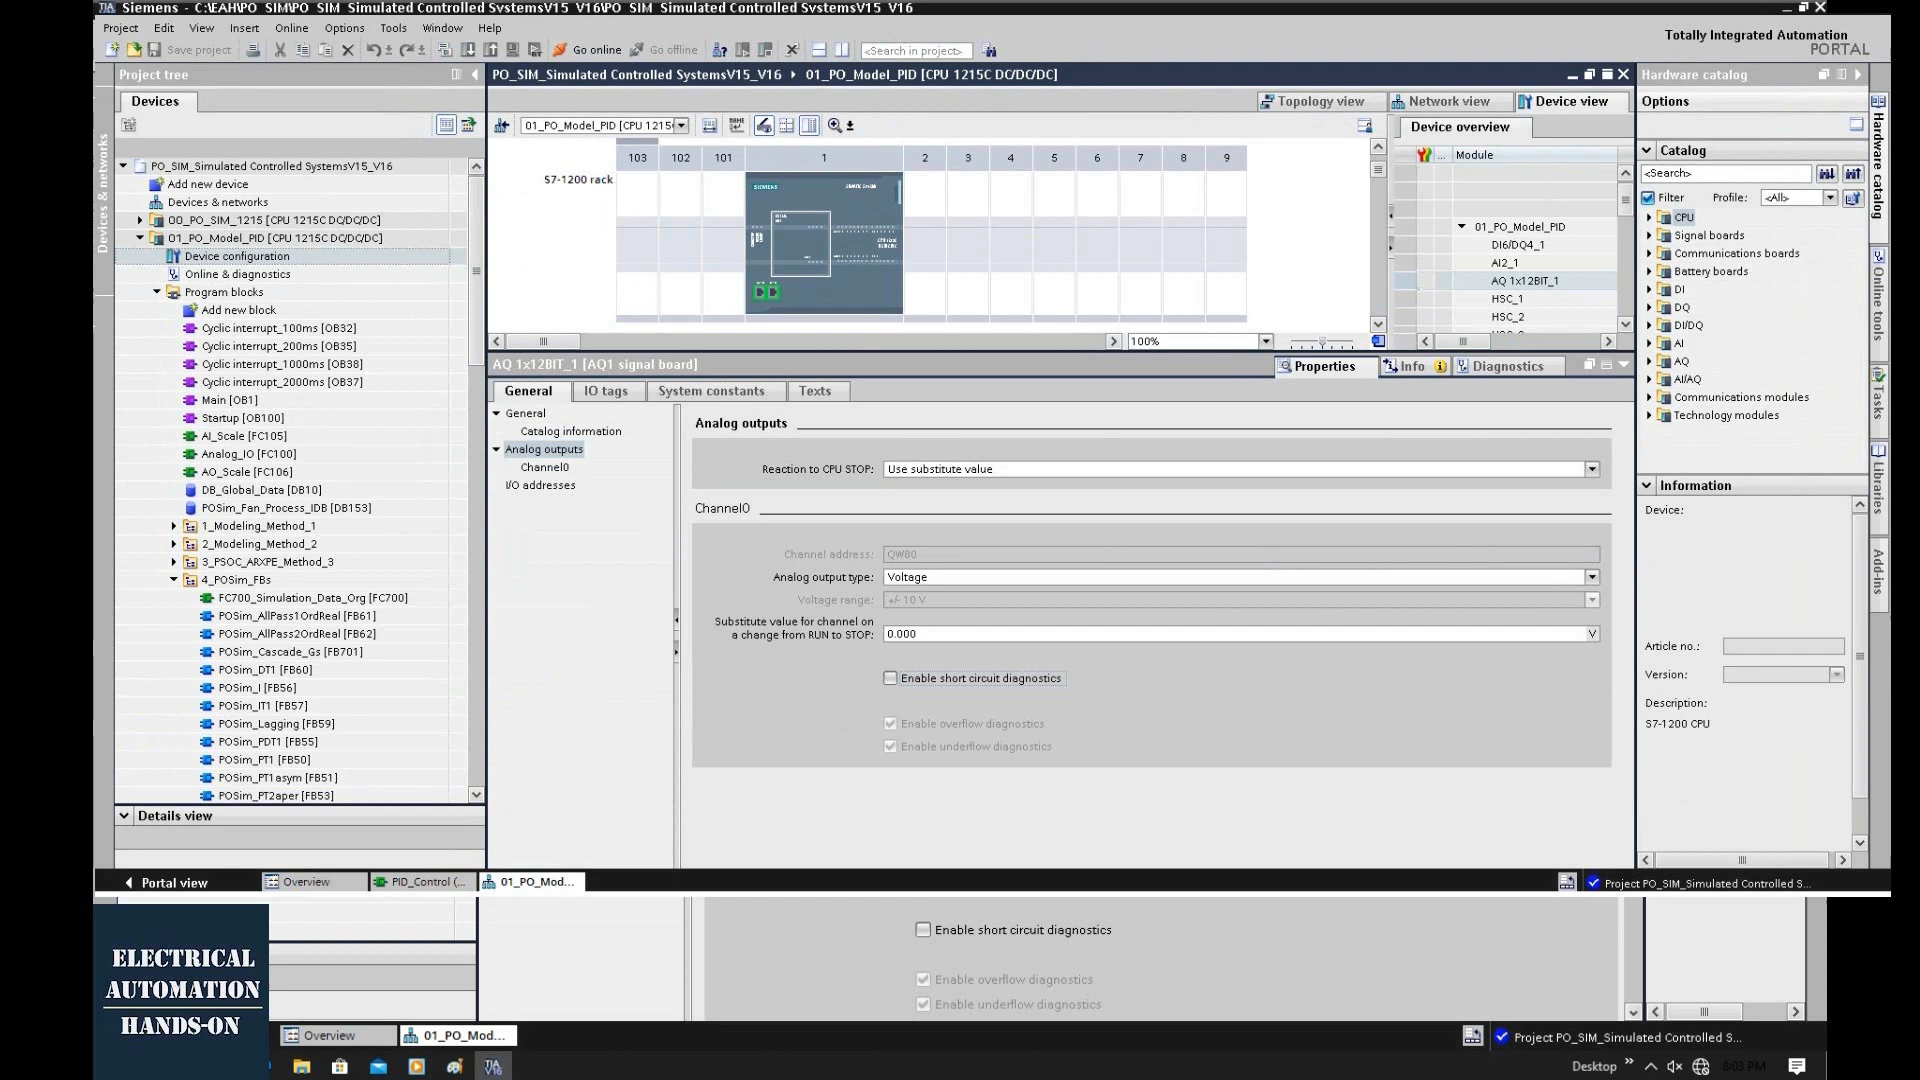 Siemens - C:\EAH\PO_SIM\PO_SIM_Simulated Controlled SystemsV15_V16\PO_SIM_Simulated Controlled SystemsV15_V16
Project Edit View Insert Online Options Tools Window Help
Totally Integrated Automation
PORTAL
Save project
Go online
Go offline
<Search in project>
Project tree
PO_SIM_Simulated Controlled SystemsV15_V16 ▸ 01_PO_Model_PID [CPU 1215C DC/DC/DC]
Hardware catalog
Devices
Topology view
Network view
Device view
Options
01_PO_Model_PID [CPU 1215
Device overview
Devices & networks
PO_SIM_Simulated Controlled SystemsV15_V16
Add new device
Devices & networks
00_PO_SIM_1215 [CPU 1215C DC/DC/DC]
01_PO_Model_PID [CPU 1215C DC/DC/DC]
Device configuration
Online & diagnostics
Program blocks
Add new block
Cyclic interrupt_100ms [OB32]
Cyclic interrupt_200ms [OB35]
Cyclic interrupt_1000ms [OB38]
Cyclic interrupt_2000ms [OB37]
Main [OB1]
Startup [OB100]
AI_Scale [FC105]
Analog_IO [FC100]
AO_Scale [FC106]
DB_Global_Data [DB10]
POSim_Fan_Process_IDB [DB153]
1_Modeling_Method_1
2_Modeling_Method_2
3_PSOC_ARXPE_Method_3
4_POSim_FBs
FC700_Simulation_Data_Org [FC700]
POSim_AllPass1OrdReal [FB61]
POSim_AllPass2OrdReal [FB62]
POSim_Cascade_Gs [FB701]
POSim_DT1 [FB60]
POSim_I [FB56]
POSim_IT1 [FB57]
POSim_Lagging [FB59]
POSim_PDT1 [FB55]
POSim_PT1 [FB50]
POSim_PT1asym [FB51]
POSim_PT2aper [FB53]
Details view
103 102 101 1 2 3 4 5 6 7 8 9
S7-1200 rack
SIEMENS
100%
... Module
01_PO_Model_PID
DI6/DQ4_1
AI2_1
AQ 1x12BIT_1
HSC_1
HSC_2
AQ 1x12BIT_1 [AQ1 signal board]
Properties
Info
Diagnostics
General
IO tags
System constants
Texts
General
Catalog information
Analog outputs
Channel0
I/O addresses
Analog outputs
Reaction to CPU STOP: Use substitute value
Channel0
Channel address: QW80
Analog output type: Voltage
Voltage range: +/- 10 V
Substitute value for channel on
a change from RUN to STOP: 0.000 V
Enable short circuit diagnostics
Enable overflow diagnostics
Enable underflow diagnostics
Catalog
<Search>
Filter Profile: <All>
CPU
Signal boards
Communications boards
Battery boards
DI
DQ
DI/DQ
AI
AQ
AI/AQ
Communications modules
Technology modules
Information
Device:
Article no.:
Version:
Description:
S7-1200 CPU
Hardware catalog
Online tools
Tasks
Libraries
Add-ins
Portal view
Overview
PID_Control (...
01_PO_Mod...
Project PO_SIM_Simulated Controlled S...
ELECTRICAL
AUTOMATION
HANDS-ON
Enable short circuit diagnostics
Enable overflow diagnostics
Enable underflow diagnostics
Overview
01_PO_Mod...
Project PO_SIM_Simulated Controlled S...
Desktop
8:03 PM